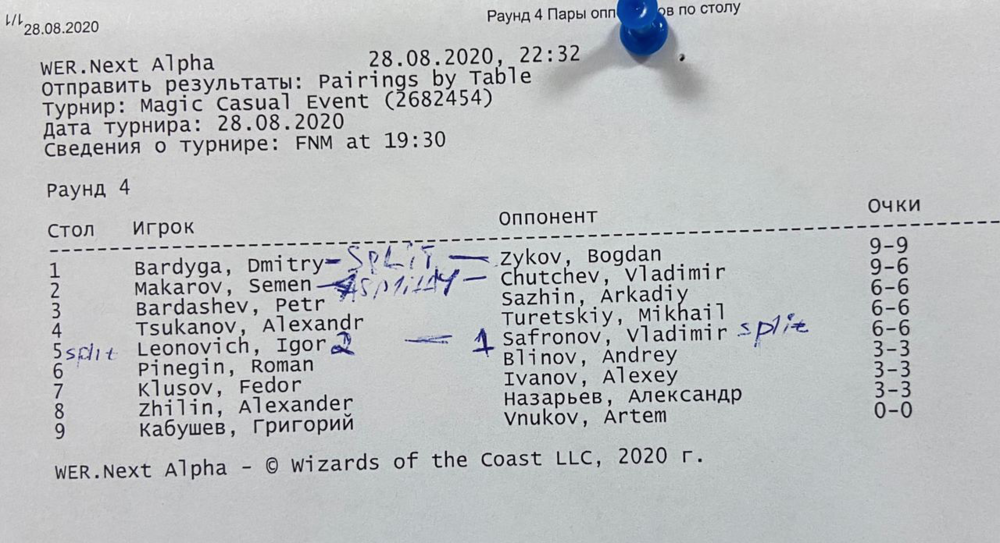 1/1
28.08.2020 Раунд 4 Пары ов по столу
WER.Next Alpha 28.08.2020, 22:32
Отправить результаты: Pairings by Table
Турнир: Magic Casual Event (2682454)
Дата турнира: 28.08.2020
Сведения о турнире: FNM at 19:30
Раунд 4
Стол Игрок Оппонент Очки
1 Bardyga, Dmitry - SPLIT - Zykov, Bogdan 9-9
2 Makarov, Semen - - Chutchev, Vladimir 9-6
3 Bardashev, Petr Sazhin, Arkadiy 6-6
4 Tsukanov, Alexandr Turetskiy, Mikhail 6-6
5 split Leonovich, Igor 2 - 1 Safronov, Vladimir split 6-6
6 Pinegin, Roman Blinov, Andrey 3-3
7 Klusov, Fedor Ivanov, Alexey 3-3
8 Zhilin, Alexander Назарьев, Александр 3-3
9 Кабушев, Григорий Vnukov, Artem 0-0
WER.Next Alpha - © Wizards of the Coast LLC, 2020 г.